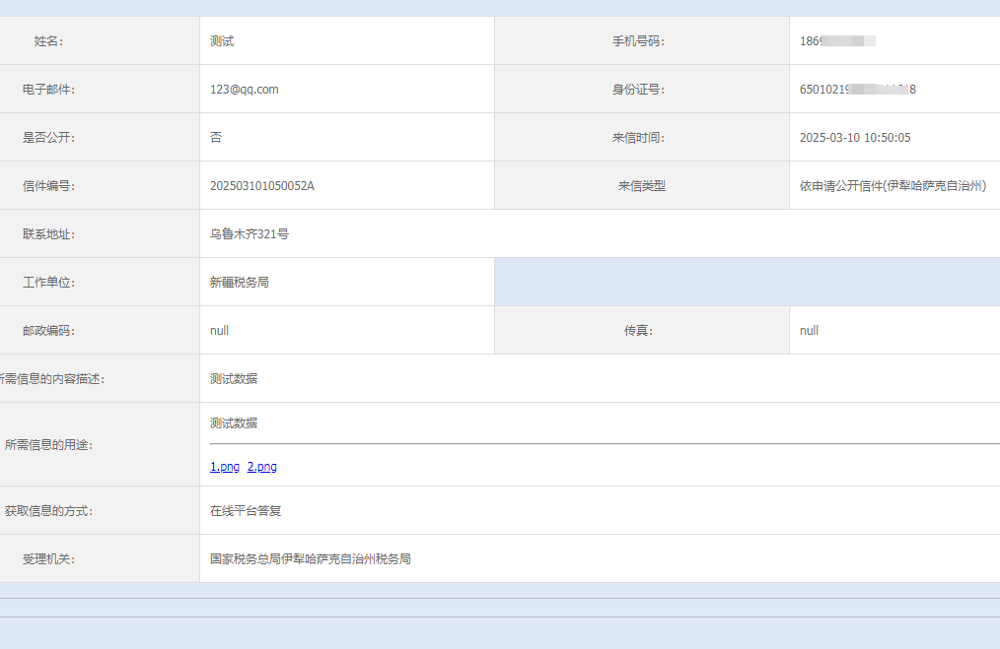 姓名: 测试 手机号码: 186
电子邮件: 123@qq.com 身份证号: 6501021 8
是否公开: 否 来信时间: 2025-03-10 10:50:05
信件编号: 202503101050052A 来信类型 依申请公开信件(伊犁哈萨克自治州)
联系地址: 乌鲁木齐321号
工作单位: 新疆税务局
邮政编码: null 传真: null
所需信息的内容描述: 测试数据
所需信息的用途: 测试数据
1.png 2.png
获取信息的方式: 在线平台答复
受理机关: 国家税务总局伊犁哈萨克自治州税务局